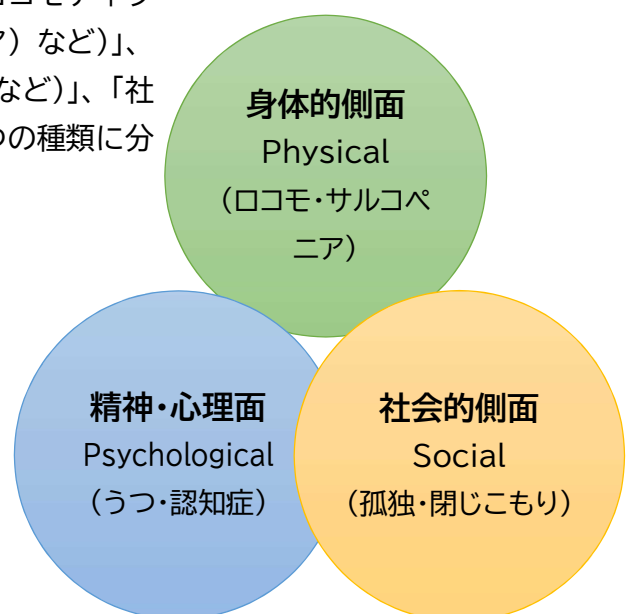 ア）など）」、
など）」、「社
の種類に分
身体的側面
Physical
（ロコモ・サルコペ
ニア）
精神・心理面
Psychological
（うつ・認知症）
社会的側面
Social
（孤独・閉じこもり）